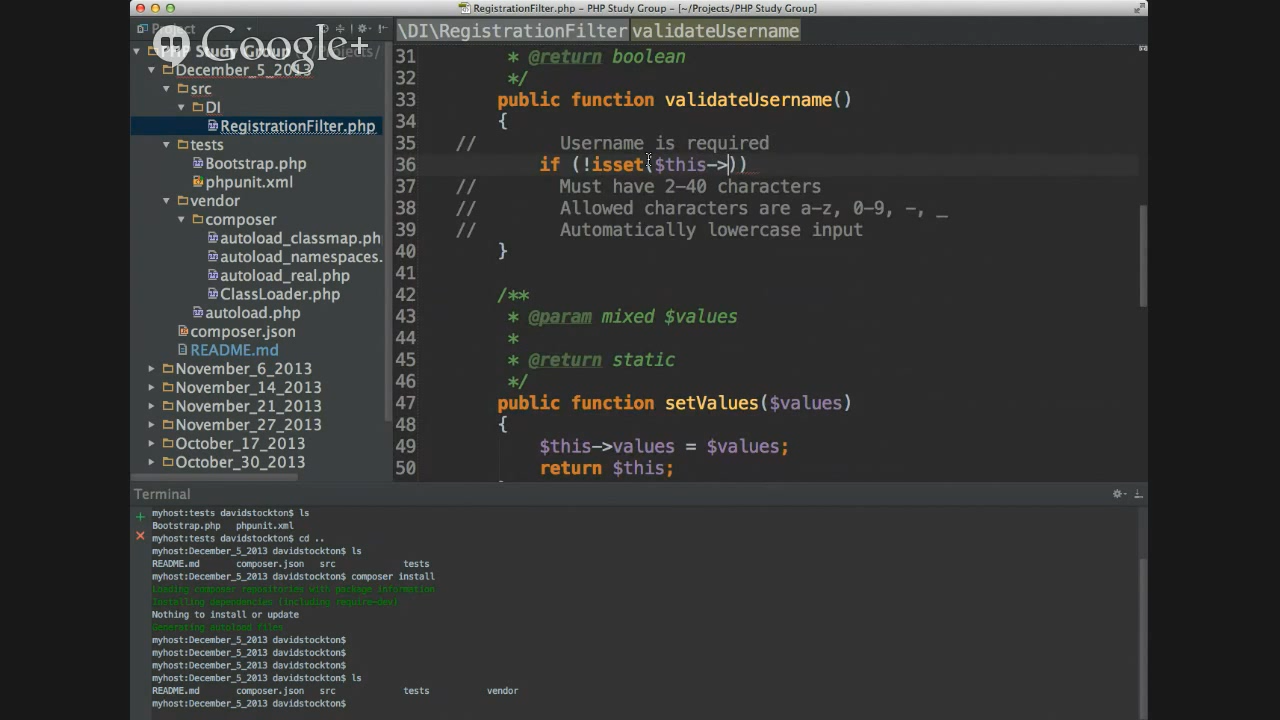 RegistrationFilter.php – PHP Study Group – [~/Projects/PHP Study Group]
Project
Google+
PHP Study Group
December_5_2013
src
DI
RegistrationFilter.php
tests
Bootstrap.php
phpunit.xml
vendor
composer
autoload_classmap.ph
autoload_namespaces.
autoload_real.php
ClassLoader.php
autoload.php
composer.json
README.md
November_6_2013
November_14_2013
November_21_2013
November_27_2013
October_17_2013
October_30_2013
\DI\RegistrationFilter validateUsername
31 * @return boolean
32 */
33 public function validateUsername()
34 {
35 // Username is required
36 if (!isset($this->))
37 // Must have 2-40 characters
38 // Allowed characters are a-z, 0-9, -, _
39 // Automatically lowercase input
40 }
41
42 /**
43 * @param mixed $values
44 *
45 * @return static
46 */
47 public function setValues($values)
48 {
49 $this->values = $values;
50 return $this;
Terminal
myhost:tests davidstockton$ ls
Bootstrap.php phpunit.xml
myhost:tests davidstockton$ cd ..
myhost:December_5_2013 davidstockton$ ls
README.md composer.json src tests
myhost:December_5_2013 davidstockton$ composer install
Loading composer repositories with package information
Installing dependencies (including require-dev)
Nothing to install or update
Generating autoload files
myhost:December_5_2013 davidstockton$
myhost:December_5_2013 davidstockton$
myhost:December_5_2013 davidstockton$
myhost:December_5_2013 davidstockton$ ls
README.md composer.json src tests vendor
myhost:December_5_2013 davidstockton$